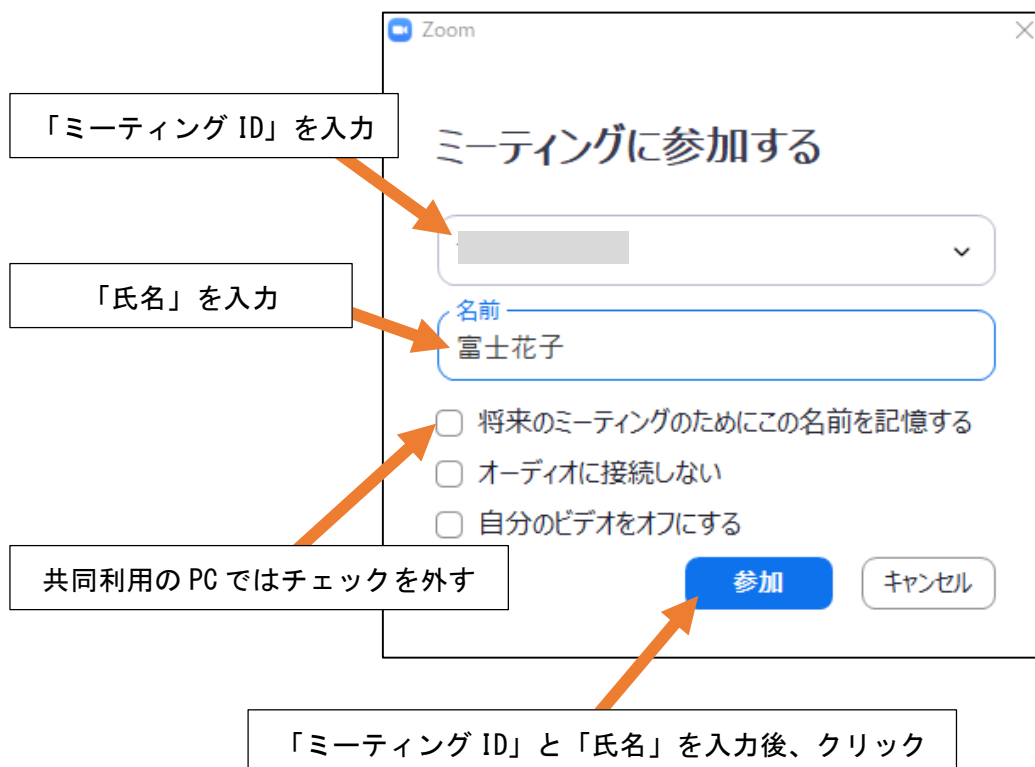 Zoom
「ミーティング ID」を入力
ミーティングに参加する
「氏名」を入力
名前
富士花子
将来のミーティングのためにこの名前を記憶する
オーディオに接続しない
自分のビデオをオフにする
共同利用の PC ではチェックを外す
参加
キャンセル
「ミーティング ID」と「氏名」を入力後、クリック